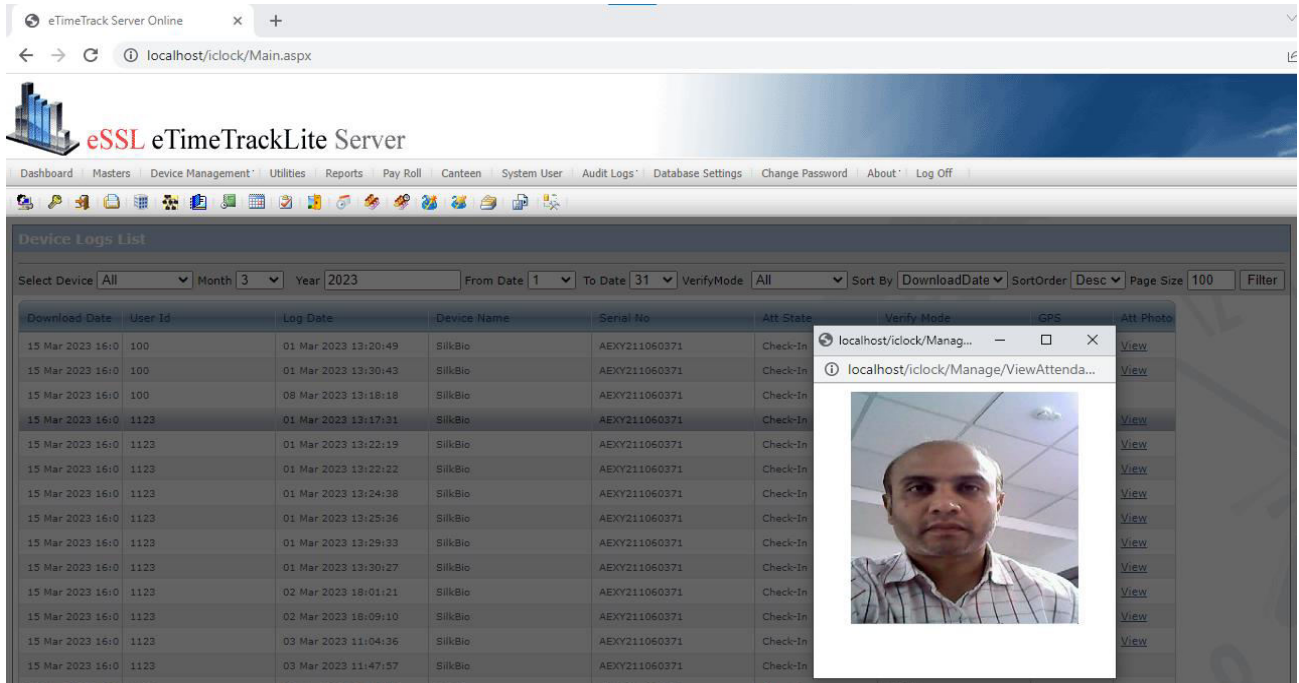 eTimeTrack Server Online
localhost/iclock/Main.aspx
eSSL eTimeTrackLite Server
Dashboard Masters Device Management Utilities Reports Pay Roll Canteen System User Audit Logs Database Settings Change Password About Log Off
Device Logs List
Select Device All Month 3 Year 2023 From Date 1 To Date 31 VerifyMode All Sort By DownloadDate SortOrder Desc Page Size 100 Filter
Download Date User Id Log Date Device Name Serial No Att State Verify Mode GPS Att Photo
localhost/iclock/Manag...
localhost/iclock/Manage/ViewAttenda...
15 Mar 2023 16:0 100 01 Mar 2023 13:20:49 SilkBio AEXY211060371 Check-In View
15 Mar 2023 16:0 100 01 Mar 2023 13:30:43 SilkBio AEXY211060371 Check-In View
15 Mar 2023 16:0 100 08 Mar 2023 13:18:18 SilkBio AEXY211060371 Check-In
15 Mar 2023 16:0 1123 01 Mar 2023 13:17:31 SilkBio AEXY211060371 Check-In View
15 Mar 2023 16:0 1123 01 Mar 2023 13:22:19 SilkBio AEXY211060371 Check-In View
15 Mar 2023 16:0 1123 01 Mar 2023 13:22:22 SilkBio AEXY211060371 Check-In View
15 Mar 2023 16:0 1123 01 Mar 2023 13:24:38 SilkBio AEXY211060371 Check-In View
15 Mar 2023 16:0 1123 01 Mar 2023 13:25:36 SilkBio AEXY211060371 Check-In View
15 Mar 2023 16:0 1123 01 Mar 2023 13:29:33 SilkBio AEXY211060371 Check-In View
15 Mar 2023 16:0 1123 01 Mar 2023 13:30:27 SilkBio AEXY211060371 Check-In View
15 Mar 2023 16:0 1123 02 Mar 2023 18:01:21 SilkBio AEXY211060371 Check-In View
15 Mar 2023 16:0 1123 02 Mar 2023 18:09:10 SilkBio AEXY211060371 Check-In View
15 Mar 2023 16:0 1123 03 Mar 2023 11:04:36 SilkBio AEXY211060371 Check-In View
15 Mar 2023 16:0 1123 03 Mar 2023 11:47:57 SilkBio AEXY211060371 Check-In